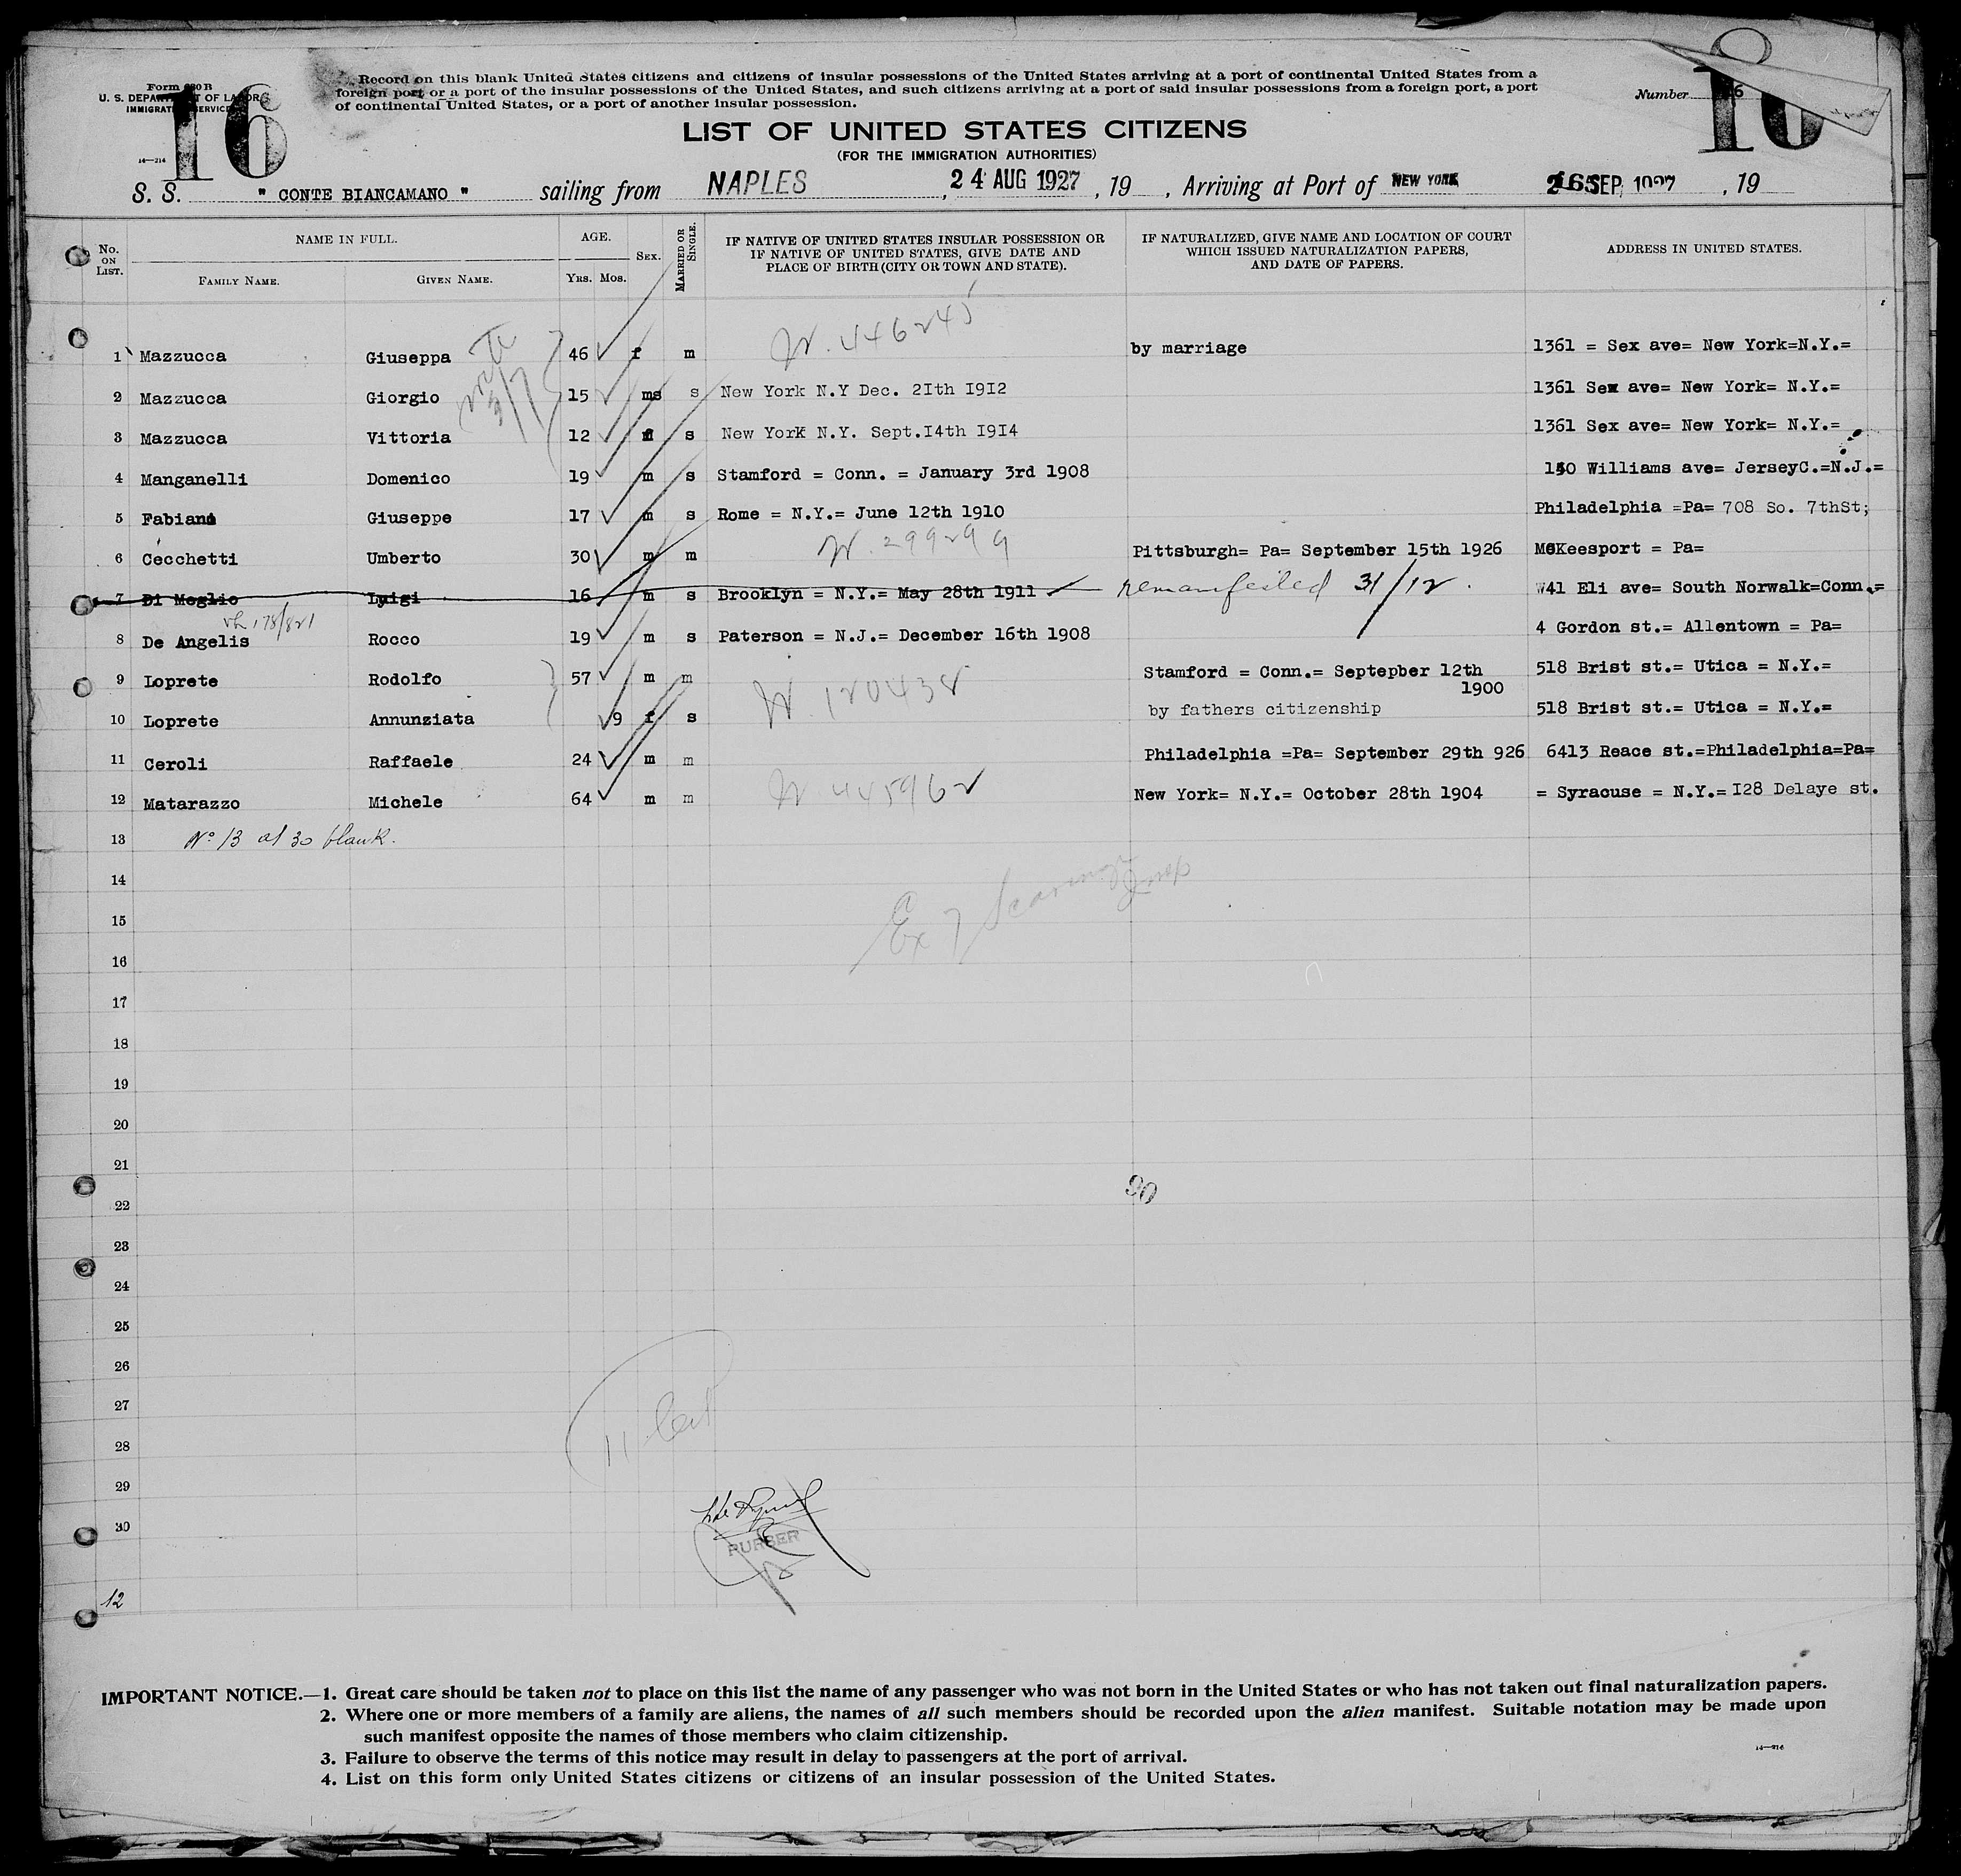 Form 630 B
U. S. DEPARTMENT OF LABOR
IMMIGRATION SERVICE
16
14—214
Record on this blank United States citizens and citizens of insular possessions of the United States arriving at a port of continental United States from a
foreign port or a port of the insular possessions of the United States, and such citizens arriving at a port of said insular possessions from a foreign port, a port
of continental United States, or a port of another insular possession.
Number 16
16
LIST OF UNITED STATES CITIZENS
(FOR THE IMMIGRATION AUTHORITIES)
S. S. " CONTE BIANCAMANO " sailing from NAPLES, 24 AUG 1927, 19 , Arriving at Port of NEW YORK SEP 1927, 19
No. ON LIST. NAME IN FULL. AGE. SEX. MARRIED OR SINGLE. IF NATIVE OF UNITED STATES INSULAR POSSESSION OR IF NATIVE OF UNITED STATES, GIVE DATE AND PLACE OF BIRTH (CITY OR TOWN AND STATE). IF NATURALIZED, GIVE NAME AND LOCATION OF COURT WHICH ISSUED NATURALIZATION PAPERS, AND DATE OF PAPERS. ADDRESS IN UNITED STATES.
FAMILY NAME. GIVEN NAME. YRS. MOS.
1 Mazzucca Giuseppa 46 f m N. 446245 by marriage 1361 = Sex ave= New York=N.Y.=
2 Mazzucca Giorgio 15 ms s New York N.Y Dec. 2Ith I9I2 1361 Sex ave= New York= N.Y.=
3 Mazzucca Vittoria 12 f s New York N.Y. Sept.I4th I9I4 1361 Sex ave= New York= N.Y.=
4 Manganelli Domenico 19 m s Stamford = Conn. = January 3rd 1908 150 Williams ave= JerseyC.=N.J.=
5 Fabiani Giuseppe 17 m s Rome = N.Y.= June 12th 1910 Philadelphia =Pa= 708 So. 7thSt;
6 Cecchetti Umberto 30 m m N. 299299 Pittsburgh= Pa= September 15th 1926 McKeesport = Pa=
7 Di Meglio Luigi 16 m s Brooklyn = N.Y.= May 28th 1911 remanifested 31/12. W41 Eli ave= South Norwalk=Conn.=
8 De Angelis Rocco 19 m s Paterson = N.J.= December 16th 1908 4 Gordon st.= Allentown = Pa=
9 Loprete Rodolfo 57 m m N. 120438 Stamford = Conn.= Septepber 12th 1900 518 Brist st.= Utica = N.Y.=
10 Loprete Annunziata 9 f s by fathers citizenship 518 Brist st.= Utica = N.Y.=
11 Ceroli Raffaele 24 m m Philadelphia =Pa= September 29th 926 6413 Reace st.=Philadelphia=Pa=
12 Matarazzo Michele 64 m m N 445962 New York= N.Y.= October 28th 1904 = Syracuse = N.Y.= I28 Delaye st.
13 No 13 al 30 blank.
14
15
16
17
18
19
20
21
22
90
23
24
25
26
27
28
29
30
PURSER
12
IMPORTANT NOTICE.—1. Great care should be taken not to place on this list the name of any passenger who was not born in the United States or who has not taken out final naturalization papers.
2. Where one or more members of a family are aliens, the names of all such members should be recorded upon the alien manifest. Suitable notation may be made upon
such manifest opposite the names of those members who claim citizenship.
3. Failure to observe the terms of this notice may result in delay to passengers at the port of arrival.
4. List on this form only United States citizens or citizens of an insular possession of the United States.